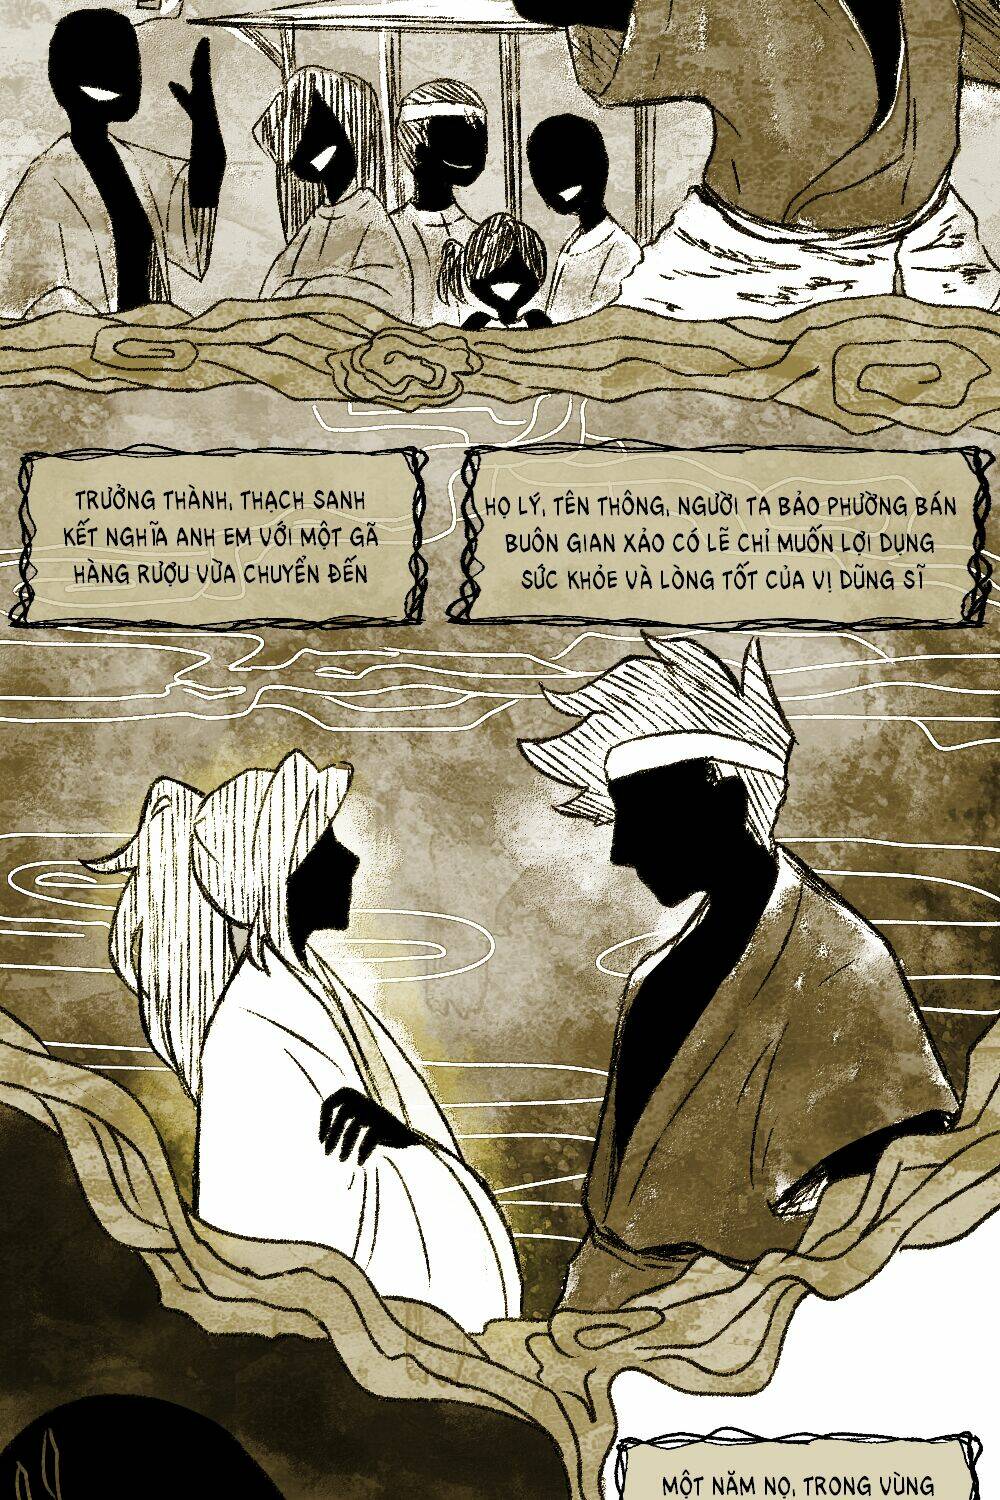 TRƯỞNG THÀNH, THẠCH SANH
KẾT NGHĨA ANH EM VỚI MỘT GÃ
HÀNG RƯỢU VỪA CHUYỂN ĐẾN
HỌ LÝ, TÊN THÔNG, NGƯỜI TA BẢO PHƯỜNG BÁN
BUÔN GIAN XẢO CÓ LẼ CHỈ MUỐN LỢI DỤNG
SỨC KHỎE VÀ LÒNG TỐT CỦA VỊ DŨNG SĨ
MỘT NĂM NỌ, TRONG VÙNG